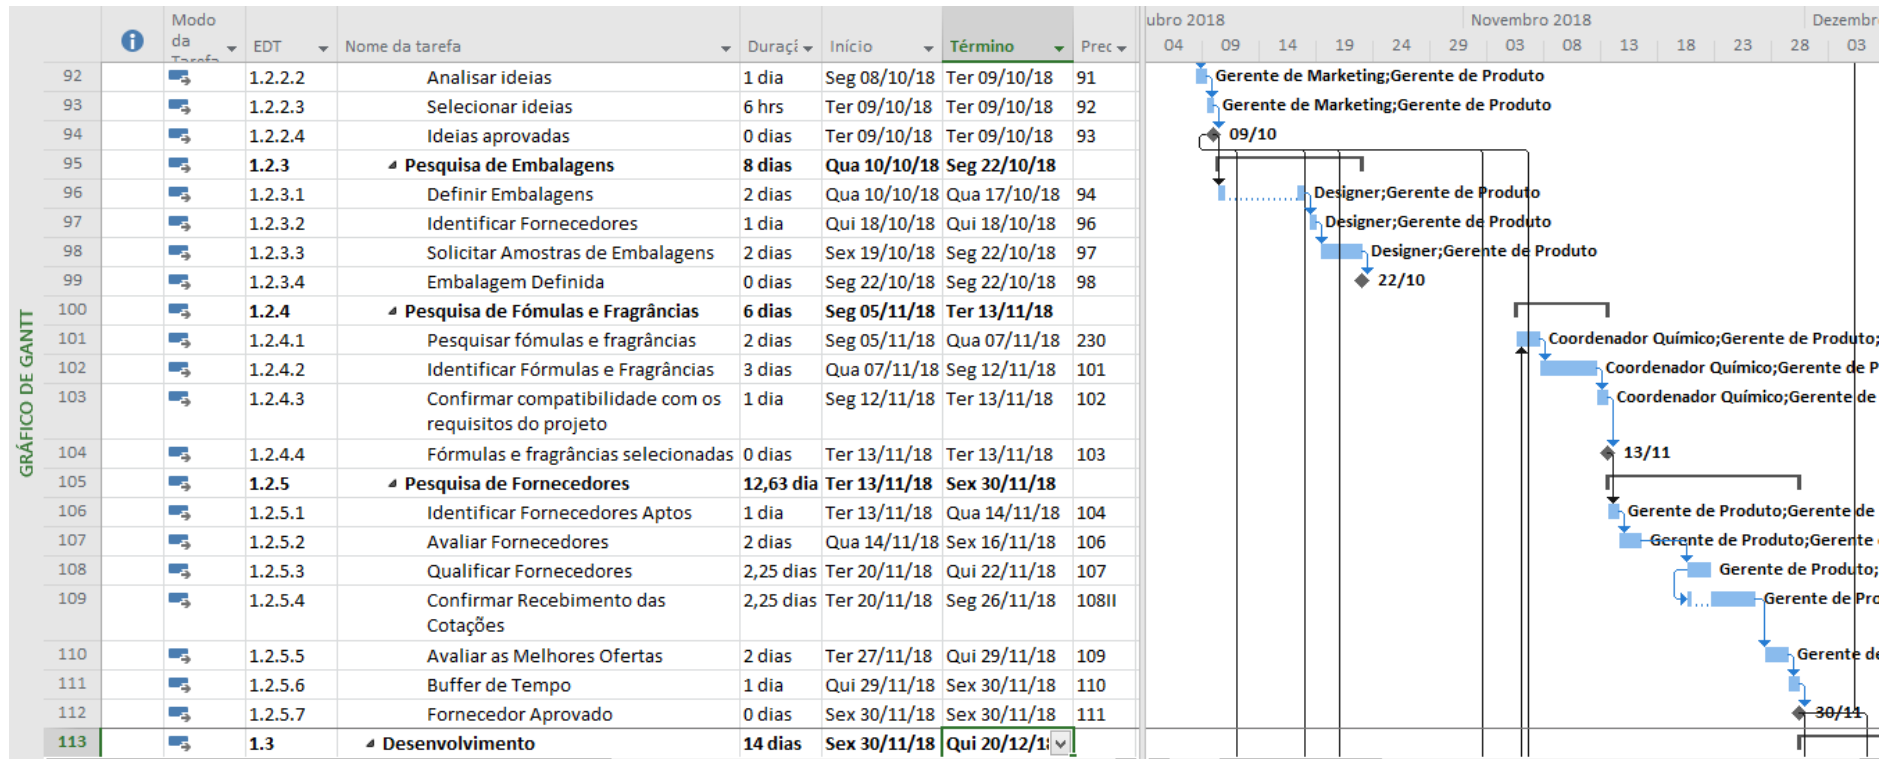 Modo da Tarefa EDT Nome da tarefa Duraçã Início Término Prec
ubro 2018 Novembro 2018 Dezembr
04 09 14 19 24 29 03 08 13 18 23 28 03
GRÁFICO DE GANTT
92 1.2.2.2 Analisar ideias 1 dia Seg 08/10/18 Ter 09/10/18 91 Gerente de Marketing;Gerente de Produto
93 1.2.2.3 Selecionar ideias 6 hrs Ter 09/10/18 Ter 09/10/18 92 Gerente de Marketing;Gerente de Produto
94 1.2.2.4 Ideias aprovadas 0 dias Ter 09/10/18 Ter 09/10/18 93 09/10
95 1.2.3 Pesquisa de Embalagens 8 dias Qua 10/10/18 Seg 22/10/18
96 1.2.3.1 Definir Embalagens 2 dias Qua 10/10/18 Qua 17/10/18 94 Designer;Gerente de Produto
97 1.2.3.2 Identificar Fornecedores 1 dia Qui 18/10/18 Qui 18/10/18 96 Designer;Gerente de Produto
98 1.2.3.3 Solicitar Amostras de Embalagens 2 dias Sex 19/10/18 Seg 22/10/18 97 Designer;Gerente de Produto
99 1.2.3.4 Embalagem Definida 0 dias Seg 22/10/18 Seg 22/10/18 98 22/10
100 1.2.4 Pesquisa de Fómulas e Fragrâncias 6 dias Seg 05/11/18 Ter 13/11/18
101 1.2.4.1 Pesquisar fómulas e fragrâncias 2 dias Seg 05/11/18 Qua 07/11/18 230 Coordenador Químico;Gerente de Produto;
102 1.2.4.2 Identificar Fórmulas e Fragrâncias 3 dias Qua 07/11/18 Seg 12/11/18 101 Coordenador Químico;Gerente de P
103 1.2.4.3 Confirmar compatibilidade com os 1 dia Seg 12/11/18 Ter 13/11/18 102 Coordenador Químico;Gerente de
requisitos do projeto
104 1.2.4.4 Fórmulas e fragrâncias selecionadas 0 dias Ter 13/11/18 Ter 13/11/18 103 13/11
105 1.2.5 Pesquisa de Fornecedores 12,63 dia Ter 13/11/18 Sex 30/11/18
106 1.2.5.1 Identificar Fornecedores Aptos 1 dia Ter 13/11/18 Qua 14/11/18 104 Gerente de Produto;Gerente de
107 1.2.5.2 Avaliar Fornecedores 2 dias Qua 14/11/18 Sex 16/11/18 106 Gerente de Produto;Gerente
108 1.2.5.3 Qualificar Fornecedores 2,25 dias Ter 20/11/18 Qui 22/11/18 107 Gerente de Produto;
109 1.2.5.4 Confirmar Recebimento das 2,25 dias Ter 20/11/18 Seg 26/11/18 108II Gerente de Pro
Cotações
110 1.2.5.5 Avaliar as Melhores Ofertas 2 dias Ter 27/11/18 Qui 29/11/18 109 Gerente de
111 1.2.5.6 Buffer de Tempo 1 dia Qui 29/11/18 Sex 30/11/18 110
112 1.2.5.7 Fornecedor Aprovado 0 dias Sex 30/11/18 Sex 30/11/18 111 30/11
113 1.3 Desenvolvimento 14 dias Sex 30/11/18 Qui 20/12/1